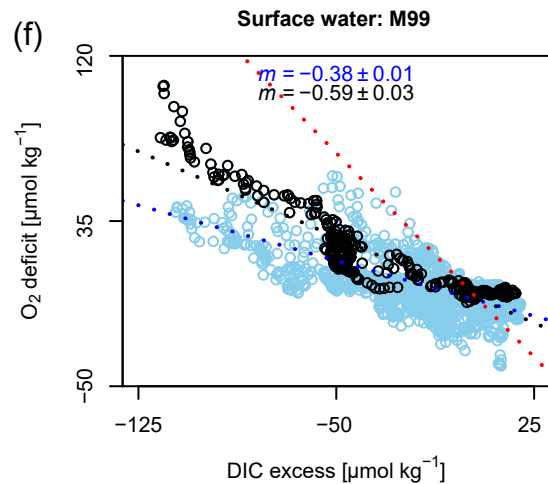 (f)
Surface water: M99
m = −0.38 ± 0.01
m = −0.59 ± 0.03
120
35
−50
O₂ deficit [μmol kg⁻¹]
−125
−50
25
DIC excess [μmol kg⁻¹]